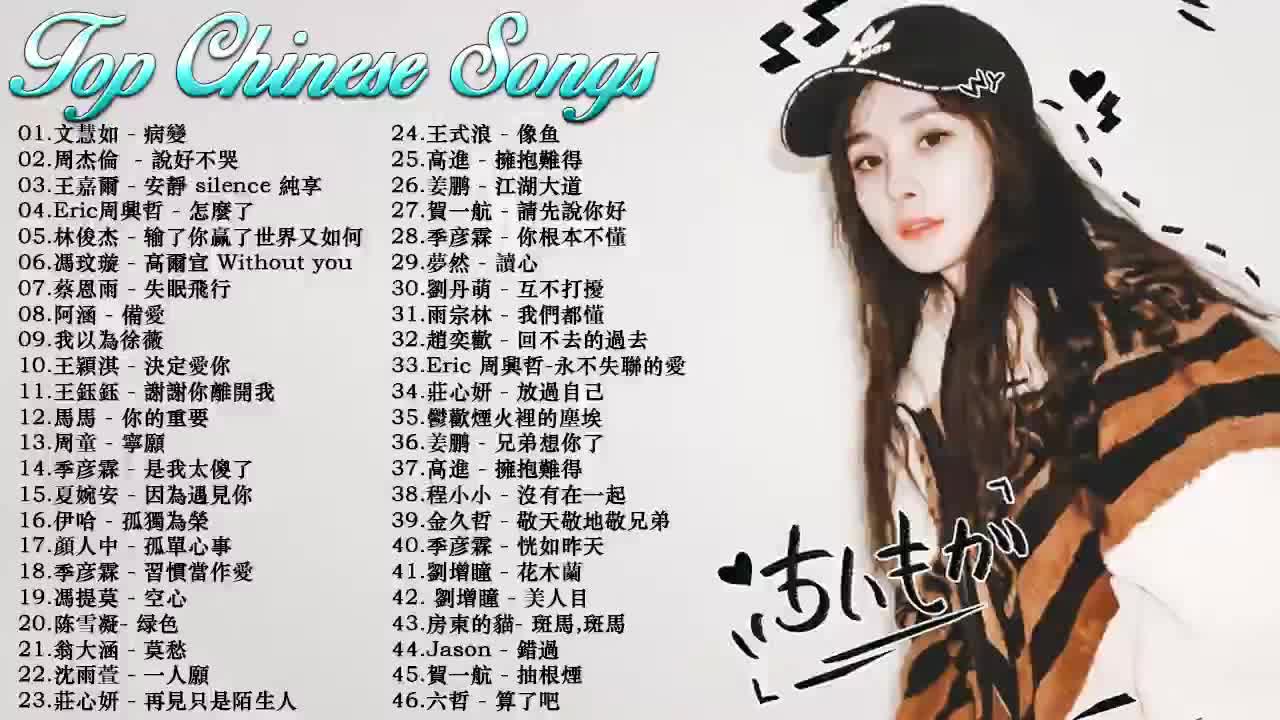 Top Chinese Songs
01.文慧如 - 病變
02.周杰倫 - 說好不哭
03.王嘉爾 - 安靜 silence 純享
04.Eric周興哲 - 怎麼了
05.林俊杰 - 输了你赢了世界又如何
06.馮玟璇 - 高爾宣 Without you
07.蔡恩雨 - 失眠飛行
08.阿涵 - 備愛
09.我以為徐薇
10.王穎淇 - 決定愛你
11.王鈺鈺 - 謝謝你離開我
12.馬馬 - 你的重要
13.周童 - 寧願
14.季彦霖 - 是我太傻了
15.夏婉安 - 因為遇見你
16.伊哈 - 孤獨為榮
17.顏人中 - 孤單心事
18.季彦霖 - 習慣當作愛
19.馮提莫 - 空心
20.陈雪凝- 绿色
21.翁大涵 - 莫愁
22.沈雨萱 - 一人願
23.莊心妍 - 再見只是陌生人
24.王式浪 - 像鱼
25.高進 - 擁抱難得
26.姜鹏 - 江湖大道
27.賀一航 - 請先說你好
28.季彦霖 - 你根本不懂
29.夢然 - 讀心
30.劉丹萌 - 互不打擾
31.雨宗林 - 我們都懂
32.趙奕歡 - 回不去的過去
33.Eric 周興哲-永不失聯的愛
34.莊心妍 - 放過自己
35.鬱歡煙火裡的塵埃
36.姜鹏 - 兄弟想你了
37.高進 - 擁抱難得
38.程小小 - 沒有在一起
39.金久哲 - 敬天敬地敬兄弟
40.季彦霖 - 恍如昨天
41.劉增瞳 - 花木蘭
42. 劉增瞳 - 美人目
43.房東的貓- 斑馬,斑馬
44.Jason - 錯過
45.賀一航 - 抽根煙
46.六哲 - 算了吧
あいもが